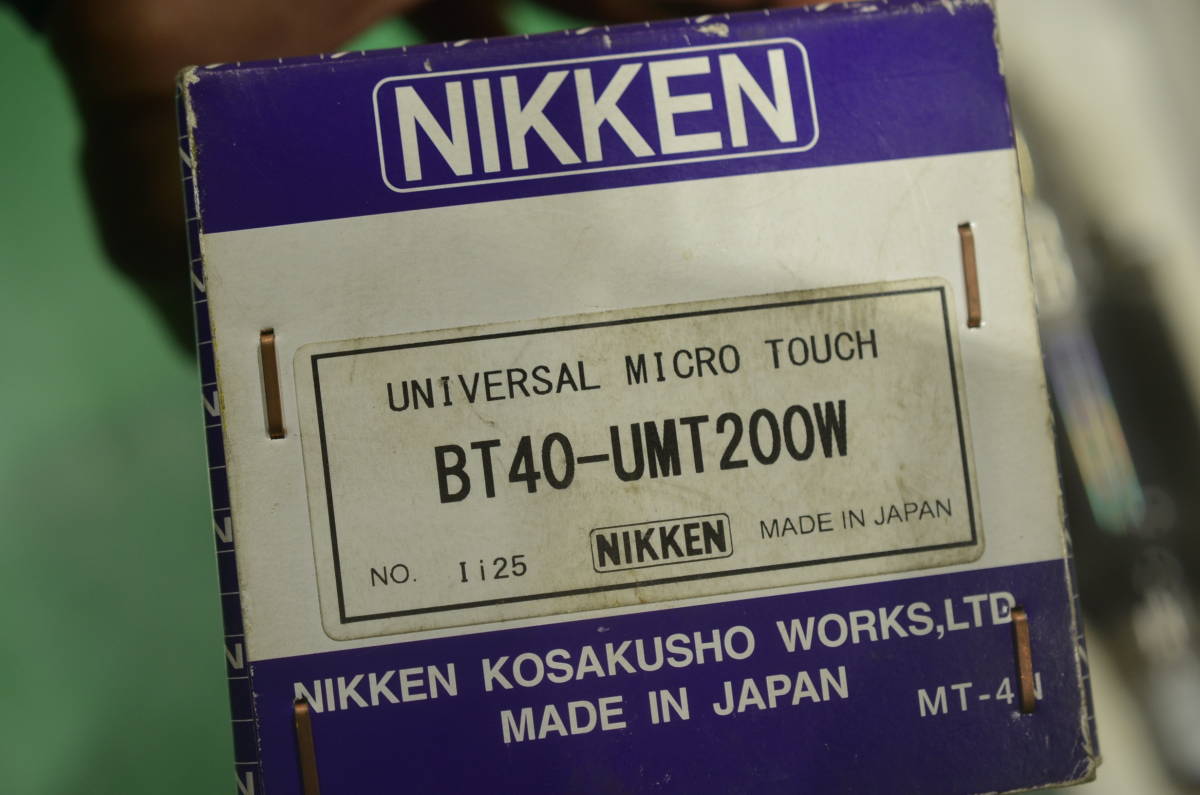 NIKKEN
UNIVERSAL MICRO TOUCH
BT40-UMT200W
NO. Ii25 NIKKEN MADE IN JAPAN
NIKKEN KOSAKUSHO WORKS,LTD
MADE IN JAPAN